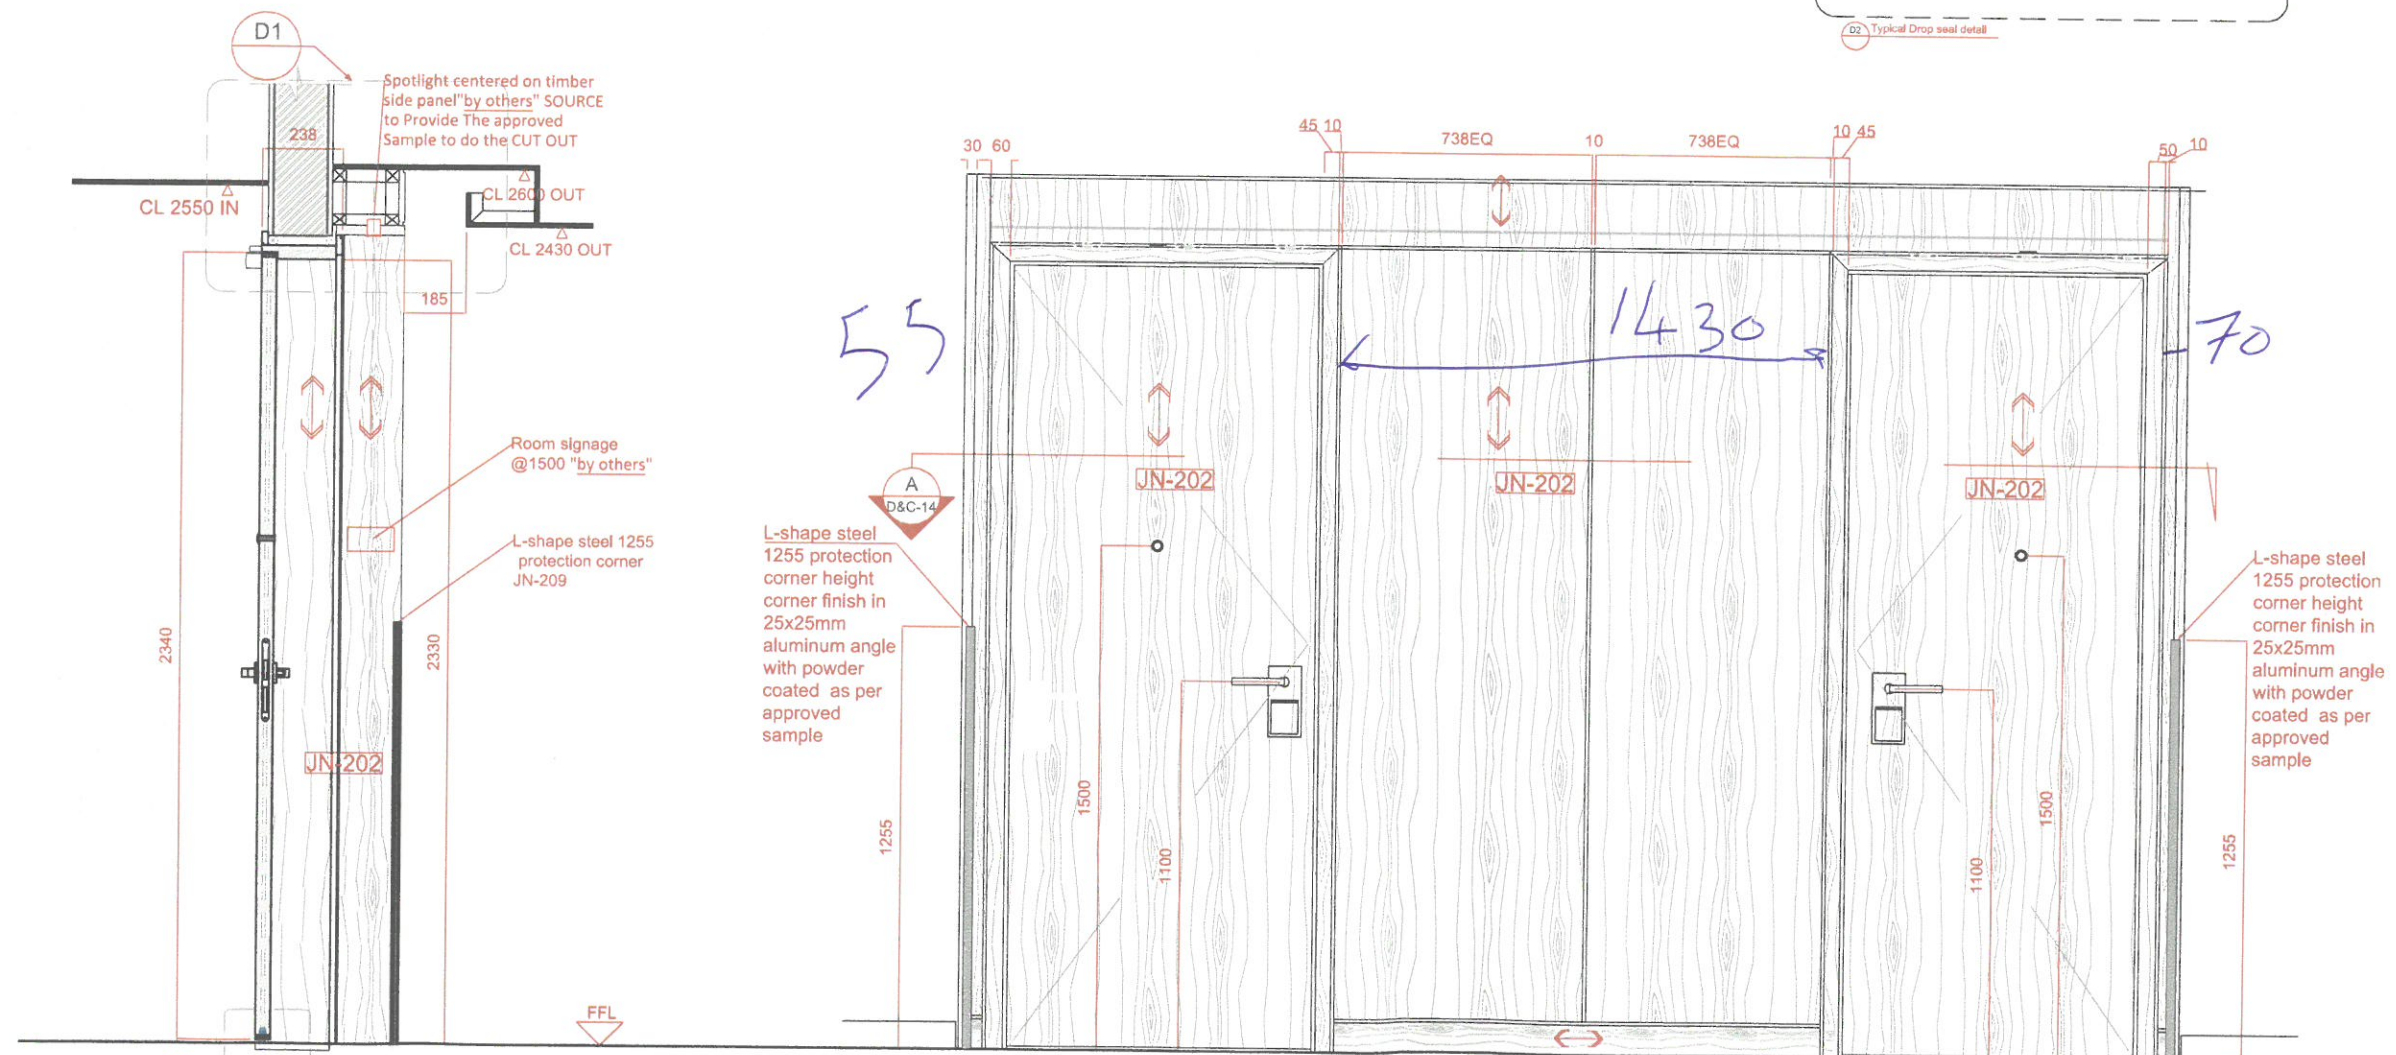 D2 Typical Drop seal detail
D1
Spotlight centered on timber
side panel"by others" SOURCE
to Provide The approved
Sample to do the CUT OUT
238
CL 2550 IN
CL 2600 OUT
CL 2430 OUT
185
2340
2330
Room signage
@1500 "by others"
L-shape steel 1255
protection corner
JN-209
JN-202
FFL
30 60
45 10
738EQ
10
738EQ
10 45
50 10
55
1430
70
A
D&C-14
JN-202
JN-202
JN-202
L-shape steel
1255 protection
corner height
corner finish in
25x25mm
aluminum angle
with powder
coated as per
approved
sample
1255
1500
1100
1100
1500
1255
L-shape steel
1255 protection
corner height
corner finish in
25x25mm
aluminum angle
with powder
coated as per
approved
sample